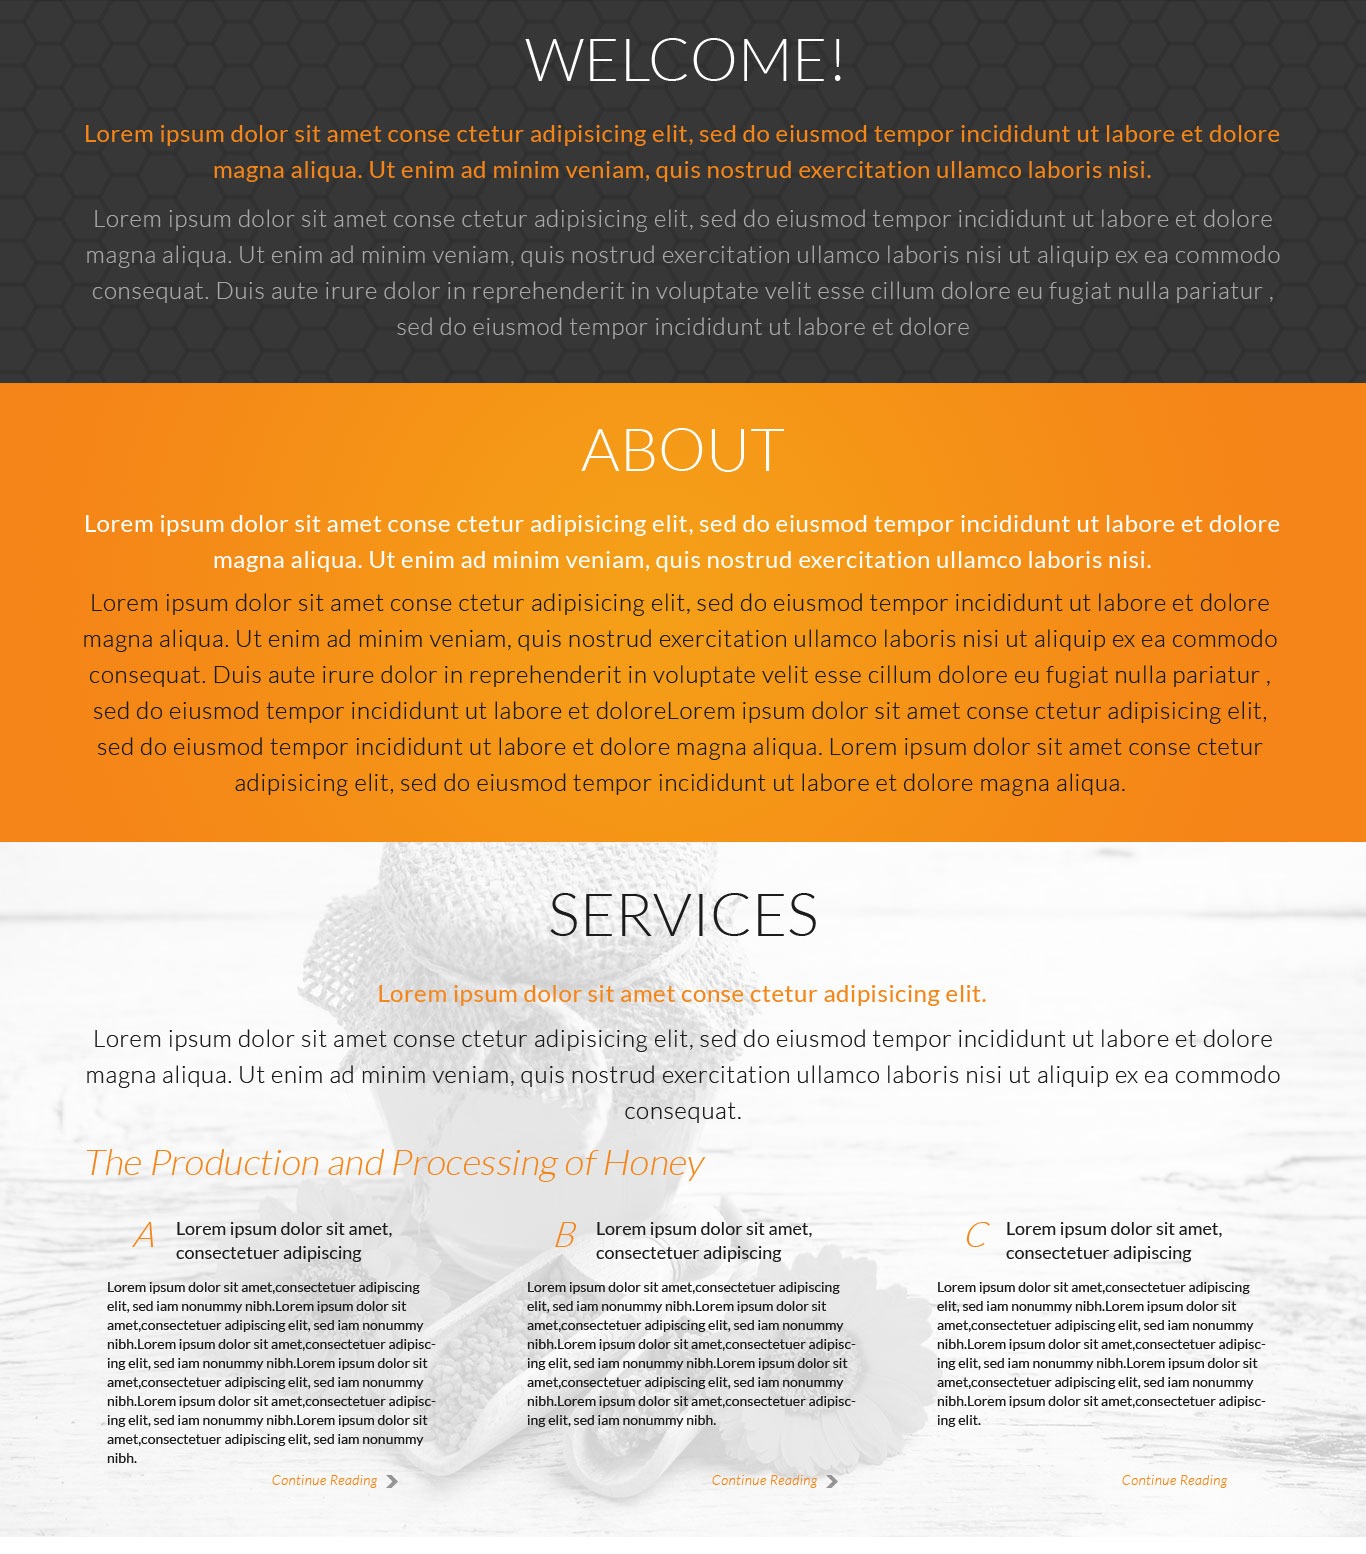 WELCOME!
Lorem ipsum dolor sit amet conse ctetur adipisicing elit, sed do eiusmod tempor incididunt ut labore et dolore
magna aliqua. Ut enim ad minim veniam, quis nostrud exercitation ullamco laboris nisi.
Lorem ipsum dolor sit amet conse ctetur adipisicing elit, sed do eiusmod tempor incididunt ut labore et dolore
magna aliqua. Ut enim ad minim veniam, quis nostrud exercitation ullamco laboris nisi ut aliquip ex ea commodo
consequat. Duis aute irure dolor in reprehenderit in voluptate velit esse cillum dolore eu fugiat nulla pariatur ,
sed do eiusmod tempor incididunt ut labore et dolore
ABOUT
Lorem ipsum dolor sit amet conse ctetur adipisicing elit, sed do eiusmod tempor incididunt ut labore et dolore
magna aliqua. Ut enim ad minim veniam, quis nostrud exercitation ullamco laboris nisi.
Lorem ipsum dolor sit amet conse ctetur adipisicing elit, sed do eiusmod tempor incididunt ut labore et dolore
magna aliqua. Ut enim ad minim veniam, quis nostrud exercitation ullamco laboris nisi ut aliquip ex ea commodo
consequat. Duis aute irure dolor in reprehenderit in voluptate velit esse cillum dolore eu fugiat nulla pariatur ,
sed do eiusmod tempor incididunt ut labore et doloreLorem ipsum dolor sit amet conse ctetur adipisicing elit,
sed do eiusmod tempor incididunt ut labore et dolore magna aliqua. Lorem ipsum dolor sit amet conse ctetur
adipisicing elit, sed do eiusmod tempor incididunt ut labore et dolore magna aliqua.
SERVICES
Lorem ipsum dolor sit amet conse ctetur adipisicing elit.
Lorem ipsum dolor sit amet conse ctetur adipisicing elit, sed do eiusmod tempor incididunt ut labore et dolore
magna aliqua. Ut enim ad minim veniam, quis nostrud exercitation ullamco laboris nisi ut aliquip ex ea commodo
consequat.
The Production and Processing of Honey
A
Lorem ipsum dolor sit amet,
consectetuer adipiscing
Lorem ipsum dolor sit amet,consectetuer adipiscing
elit, sed iam nonummy nibh.Lorem ipsum dolor sit
amet,consectetuer adipiscing elit, sed iam nonummy
nibh.Lorem ipsum dolor sit amet,consectetuer adipisc-
ing elit, sed iam nonummy nibh.Lorem ipsum dolor sit
amet,consectetuer adipiscing elit, sed iam nonummy
nibh.Lorem ipsum dolor sit amet,consectetuer adipisc-
ing elit, sed iam nonummy nibh.Lorem ipsum dolor sit
amet,consectetuer adipiscing elit, sed iam nonummy
nibh.
Continue Reading
B
Lorem ipsum dolor sit amet,
consectetuer adipiscing
Lorem ipsum dolor sit amet,consectetuer adipiscing
elit, sed iam nonummy nibh.Lorem ipsum dolor sit
amet,consectetuer adipiscing elit, sed iam nonummy
nibh.Lorem ipsum dolor sit amet,consectetuer adipisc-
ing elit, sed iam nonummy nibh.Lorem ipsum dolor sit
amet,consectetuer adipiscing elit, sed iam nonummy
nibh.Lorem ipsum dolor sit amet,consectetuer adipisc-
ing elit, sed iam nonummy nibh.
Continue Reading
C
Lorem ipsum dolor sit amet,
consectetuer adipiscing
Lorem ipsum dolor sit amet,consectetuer adipiscing
elit, sed iam nonummy nibh.Lorem ipsum dolor sit
amet,consectetuer adipiscing elit, sed iam nonummy
nibh.Lorem ipsum dolor sit amet,consectetuer adipisc-
ing elit, sed iam nonummy nibh.Lorem ipsum dolor sit
amet,consectetuer adipiscing elit, sed iam nonummy
nibh.Lorem ipsum dolor sit amet,consectetuer adipisc-
ing elit.
Continue Reading